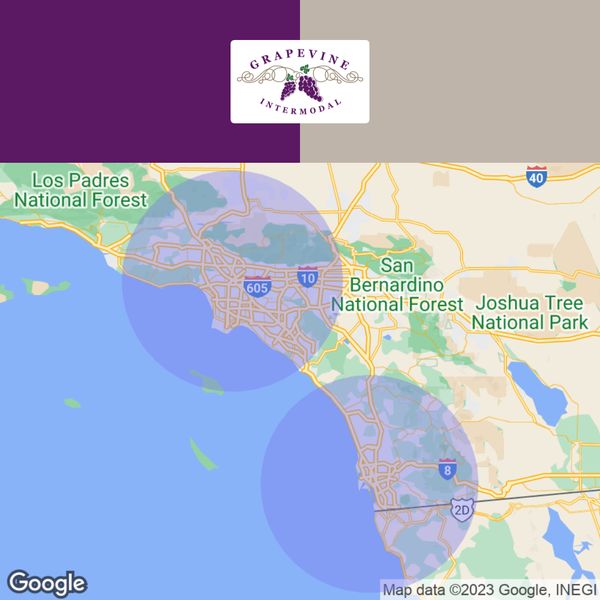 GRAPEVINE
INTERMODAL
Los Padres
National Forest
40
10
605
San
Bernardino
National Forest
Joshua Tree
National Park
8
2D
Google
Map data ©2023 Google, INEGI